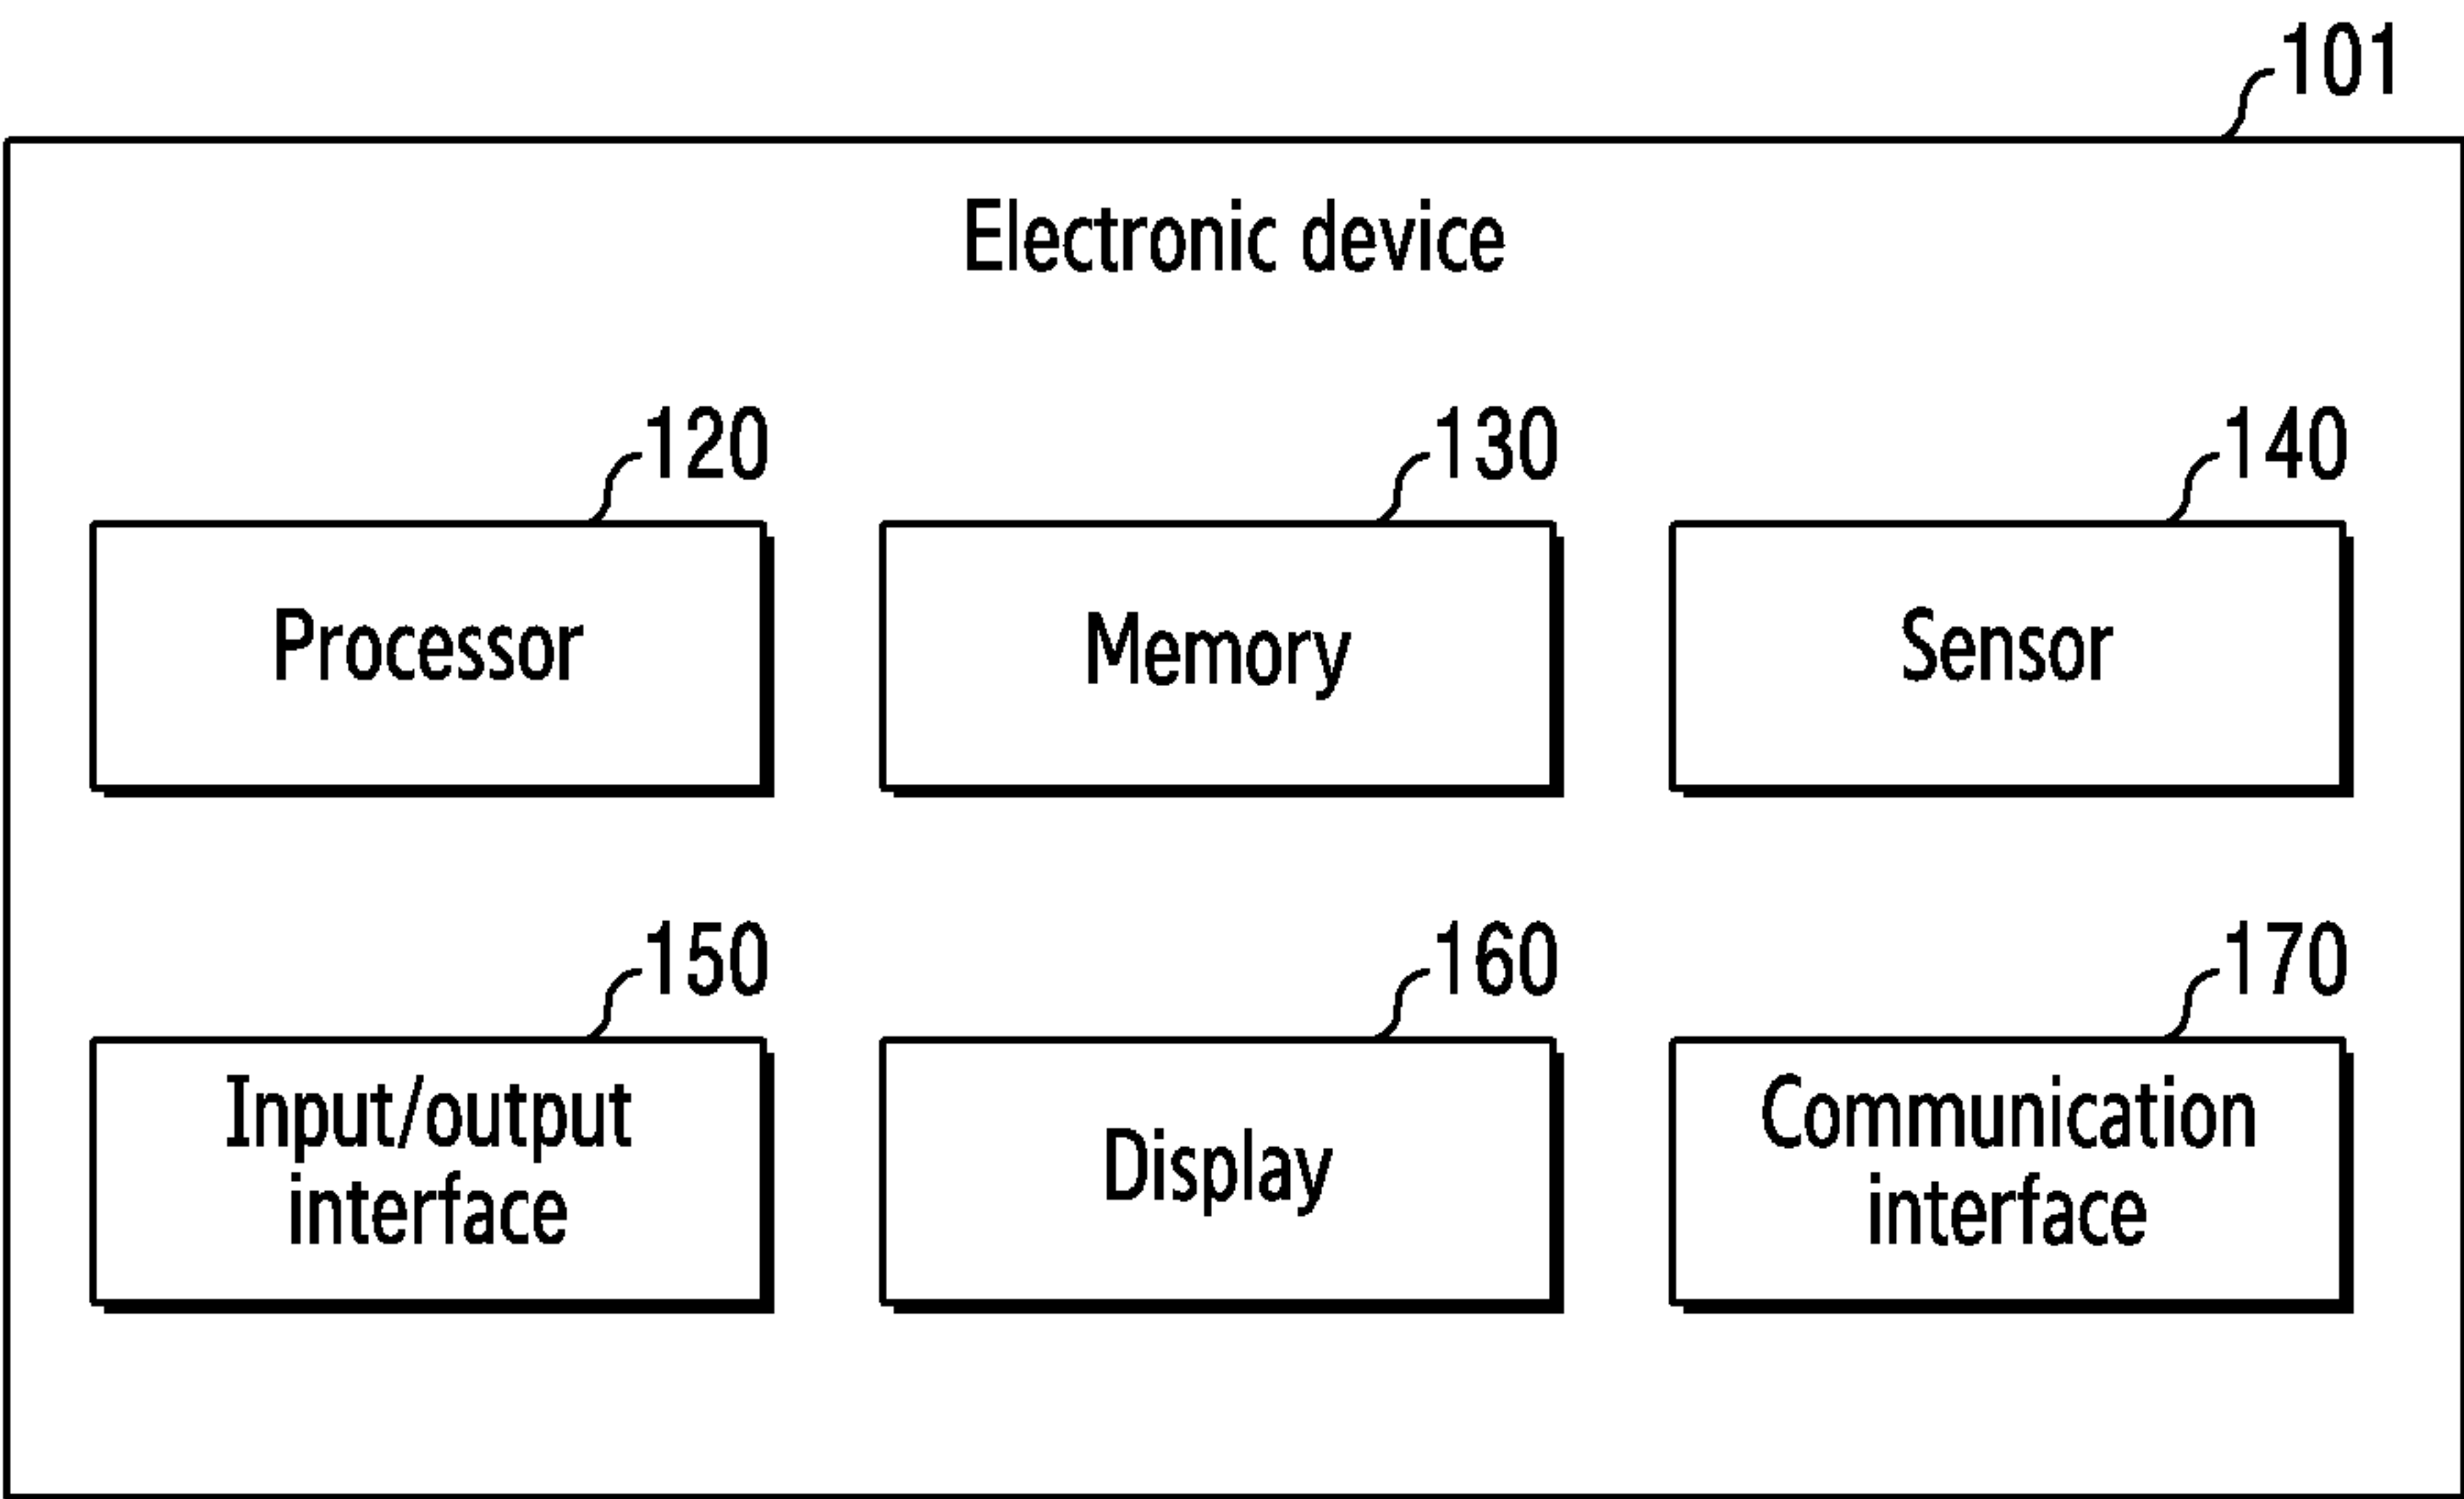 101
Electronic device
120
130
140
Processor
Memory
Sensor
150
160
170
Input/output
interface
Display
Communication
interface